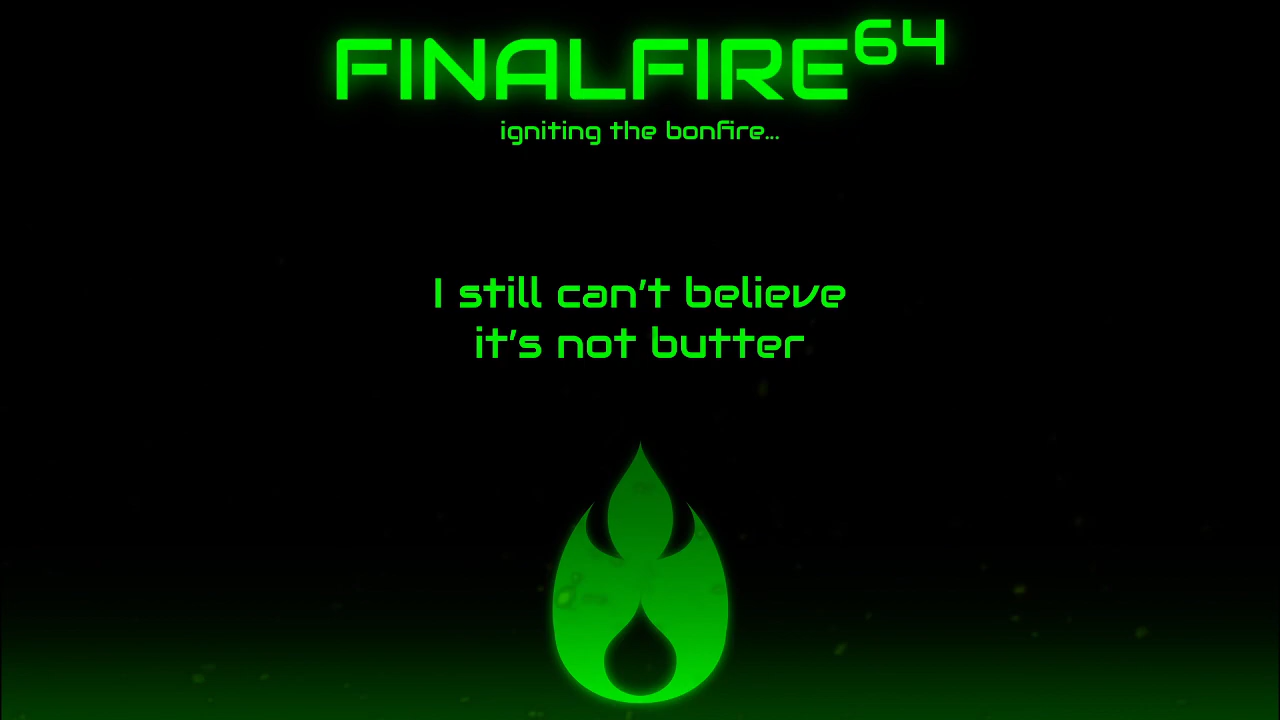 FINALFIRE64
igniting the bonfire...
I still can't believe
it's not butter